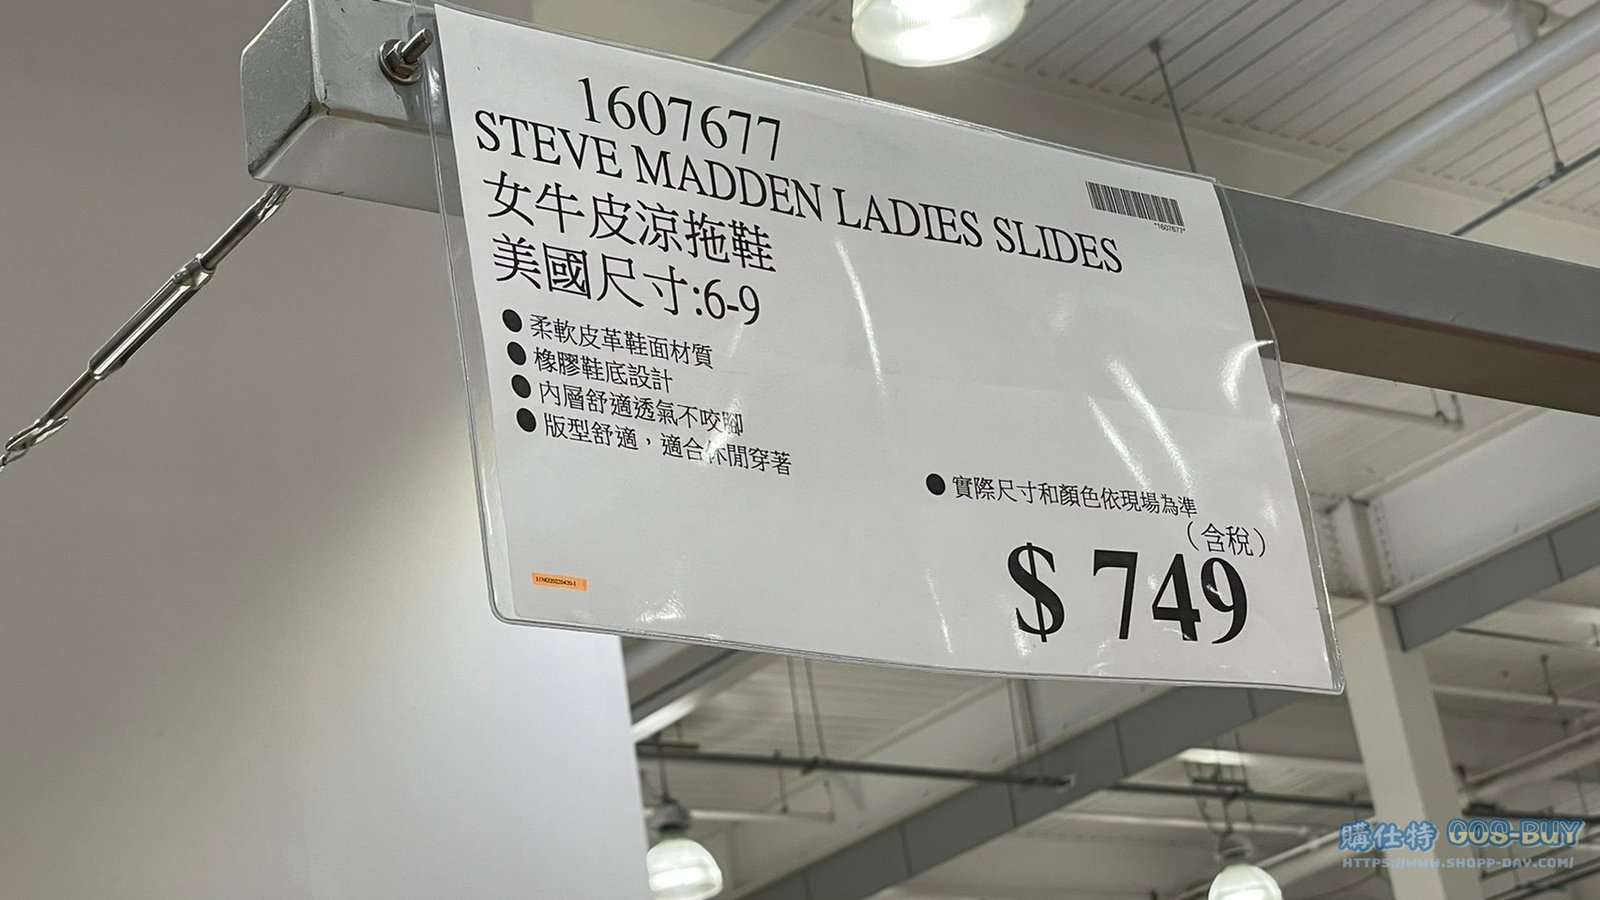 1607677
STEVE MADDEN LADIES SLIDES
女牛皮涼拖鞋
美國尺寸:6-9
*1607677*
●柔軟皮革鞋面材質
●橡膠鞋底設計
●內層舒適透氣不咬腳
●版型舒適，適合休閒穿著
●實際尺寸和顏色依現場為準
（含稅）
$ 749
購仕特 GOS-BUY
HTTPS://WWW.SHOPP-DAY.COM/